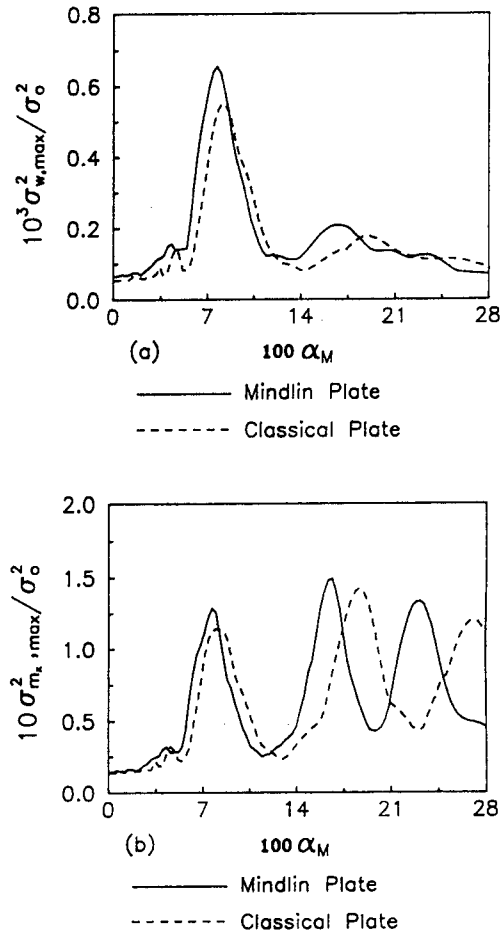 0.8
0.6
0.4
0.2
0.0
10³σ²w,max/σ²o
0 7 14 21 28
(a) 100 αM
Mindlin Plate
Classical Plate
2.0
1.5
1.0
0.5
0.0
10σ²mx,max/σ²o
0 7 14 21 28
(b) 100 αM
Mindlin Plate
Classical Plate